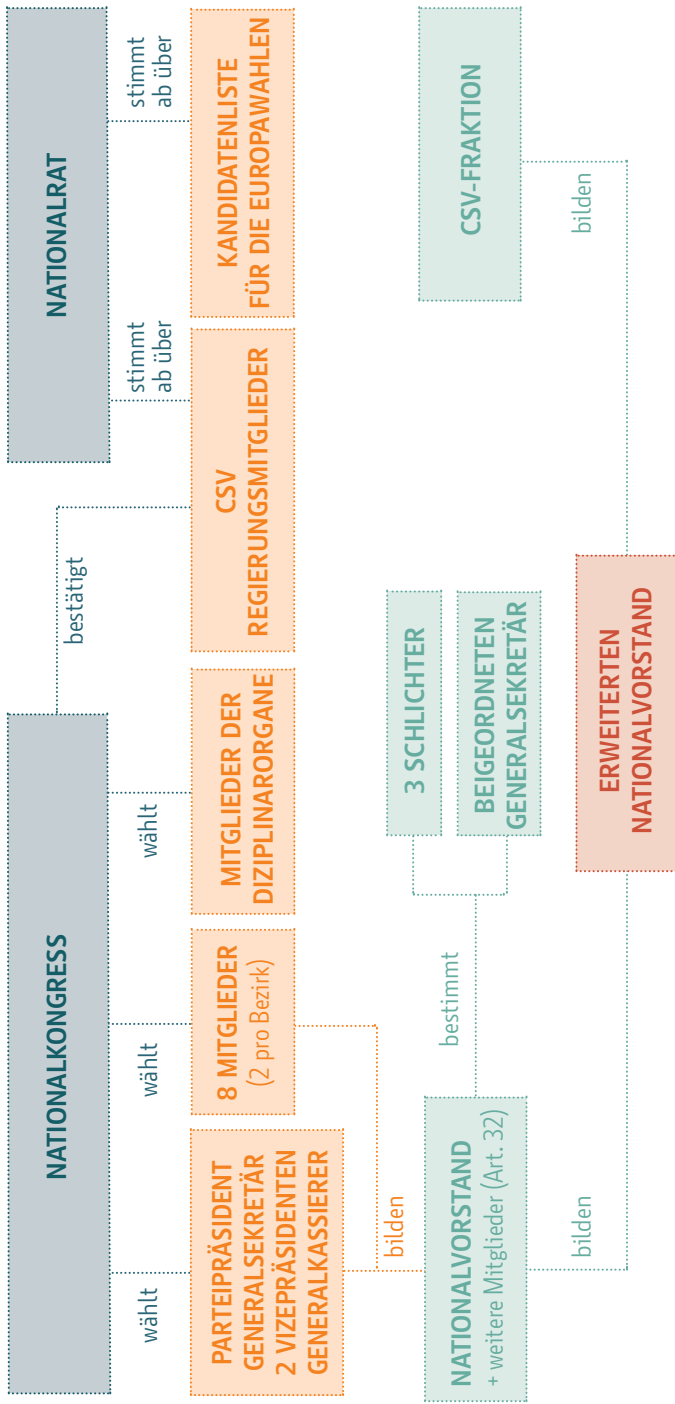 NATIONALKONGRESS
NATIONALRAT
bestätigt
wählt
wählt
wählt
stimmt
ab über
stimmt
ab über
PARTEIPRÄSIDENT
GENERALSEKRETÄR
2 VIZEPRÄSIDENTEN
GENERALKASSIERER
8 MITGLIEDER
(2 pro Bezirk)
MITGLIEDER DER
DIZIPLINARORGANE
CSV
REGIERUNGSMITGLIEDER
KANDIDATENLISTE
FÜR DIE EUROPAWAHLEN
bilden
NATIONALVORSTAND
+ weitere Mitglieder (Art. 32)
bestimmt
3 SCHLICHTER
BEIGEORDNETEN
GENERALSEKRETÄR
CSV-FRAKTION
bilden
bilden
ERWEITERTEN
NATIONALVORSTAND